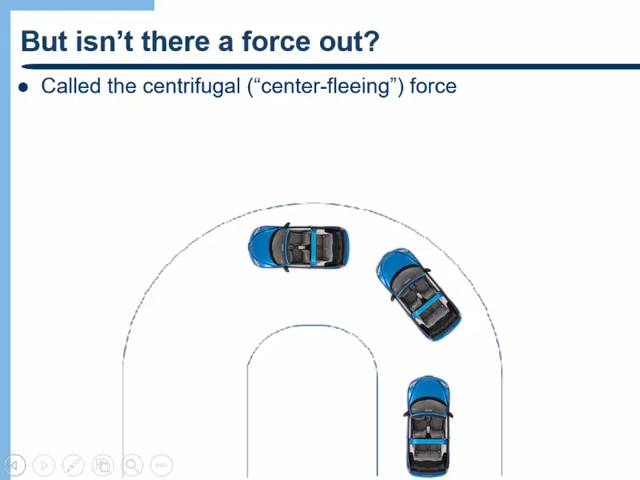 But isn't there a force out?
Called the centrifugal (“center-fleeing”) force